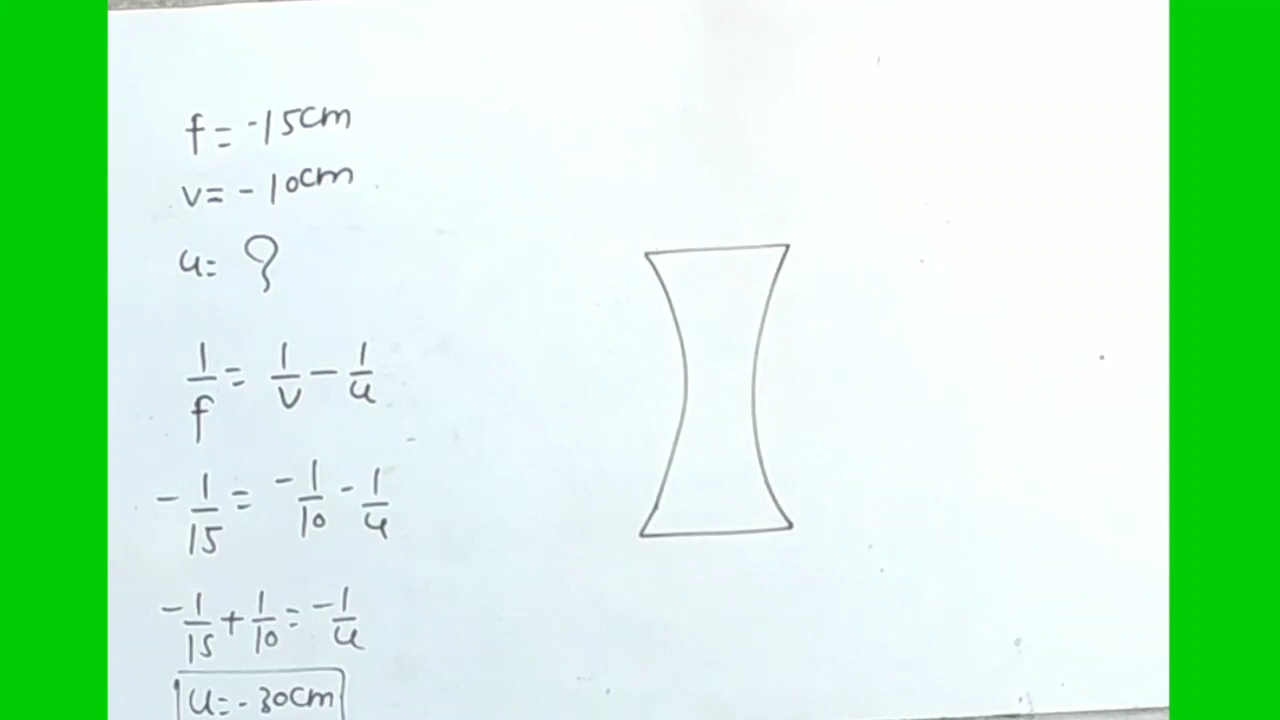 f = -15cm
v = -10cm
u = ?
1/f = 1/v - 1/u
-1/15 = -1/10 - 1/u
-1/15 + 1/10 = -1/u
u = -30cm